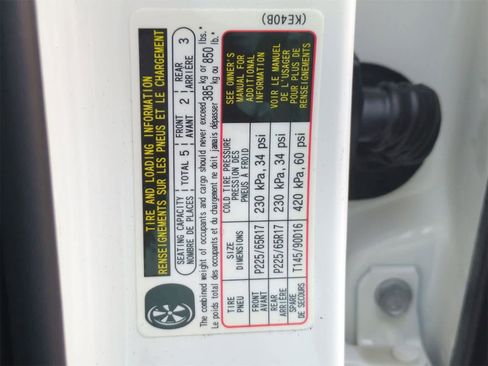 TIRE AND LOADING INFORMATION
RENSEIGNEMENTS SUR LES PNEUS ET LE CHARGEMENT
SEATING CAPACITY TOTAL 5 FRONT 2 REAR 3
NOMBRE DE PLACES AVANT ARRIÈRE
The combined weight of occupants and cargo should never exceed 385 kg or 850 lbs.
Le poids total des occupants et du chargement ne doit jamais dépasser 385 kg ou 850 lb.
TIRE SIZE COLD TIRE PRESSURE
PNEU DIMENSIONS PRESSION DES PNEUS À FROID
FRONT P225/65R17 230 kPa, 34 psi
AVANT
REAR P225/65R17 230 kPa, 34 psi
ARRIÈRE
SPARE T145/90D16 420 kPa, 60 psi
DE SECOURS
SEE OWNER'S
MANUAL FOR
ADDITIONAL
INFORMATION
VOIR LE MANUEL
DE L'USAGER
POUR PLUS DE
RENSEIGNEMENTS
(KE40B)